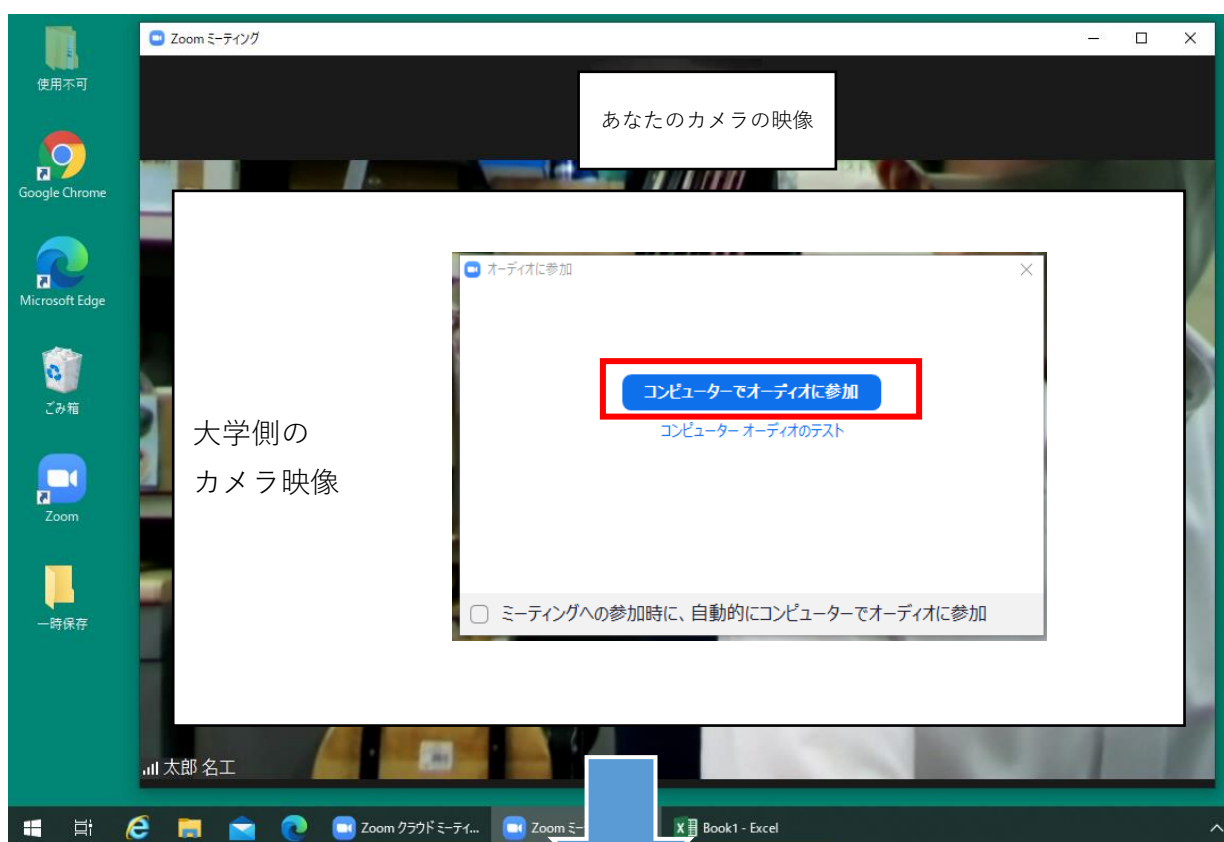 使用不可
Google Chrome
Microsoft Edge
ごみ箱
Zoom
一時保存
Zoom ミーティング
あなたのカメラの映像
大学側の
カメラ映像
オーディオに参加
コンピューターでオーディオに参加
コンピューター オーディオのテスト
ミーティングへの参加時に、自動的にコンピューターでオーディオに参加
太郎 名工
Zoom クラウド ミーティ...
Zoom ミー
Book1 - Excel